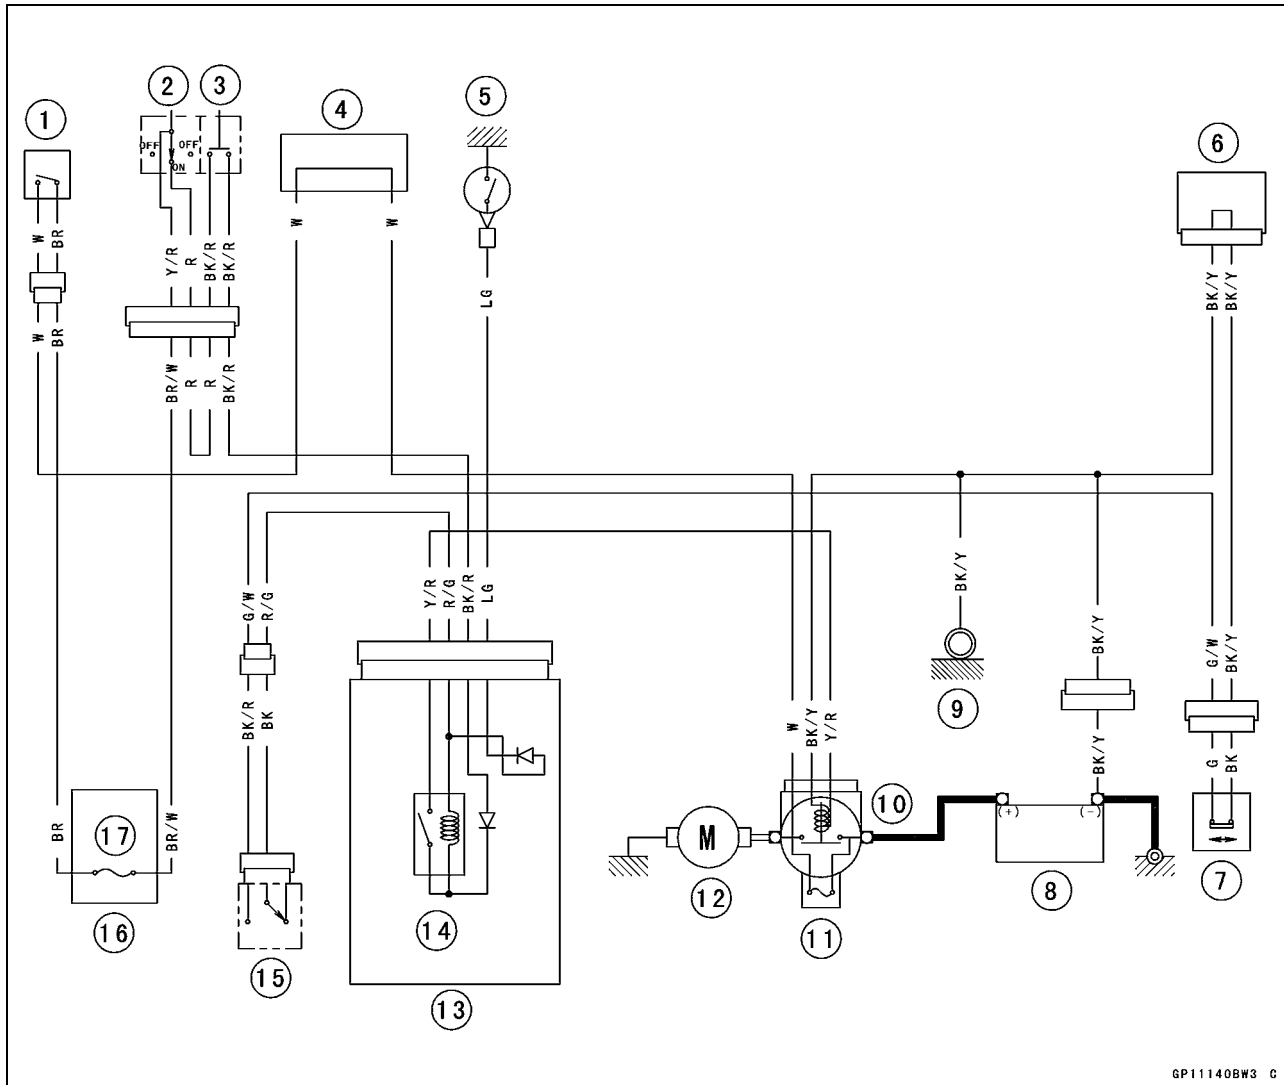 1
2
3
4
5
6
OFF
OFF
ON
W
BR
Y/R
R
BK/R
BK/R
W
W
LG
BK/Y
BK/Y
W
BR
BR/W
R
R
BK/R
G/W
R/G
Y/R
R/G
BK/R
LG
BK/Y
BK/Y
G/W
BK/Y
9
BK/R
BK
W
BK/Y
Y/R
BK/Y
G
BK
10
(+)
(-)
BR
17
BR/W
M
8
7
16
15
14
12
11
13
GP11140BW3 C